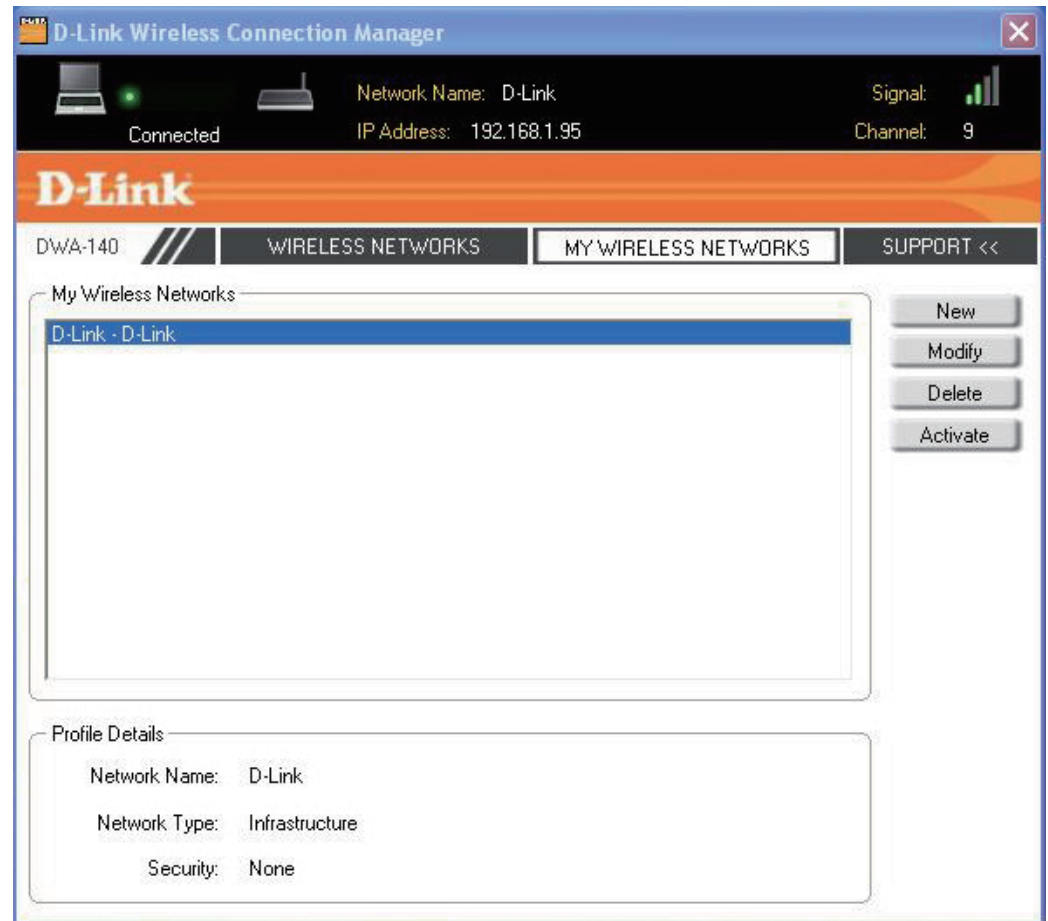 D-Link Wireless Connection Manager
Network Name: D-Link Signal:
Connected IP Address: 192.168.1.95 Channel: 9
D-Link
DWA-140 WIRELESS NETWORKS MY WIRELESS NETWORKS SUPPORT <<
My Wireless Networks
D-Link - D-Link
New
Modify
Delete
Activate
Profile Details
Network Name: D-Link
Network Type: Infrastructure
Security: None